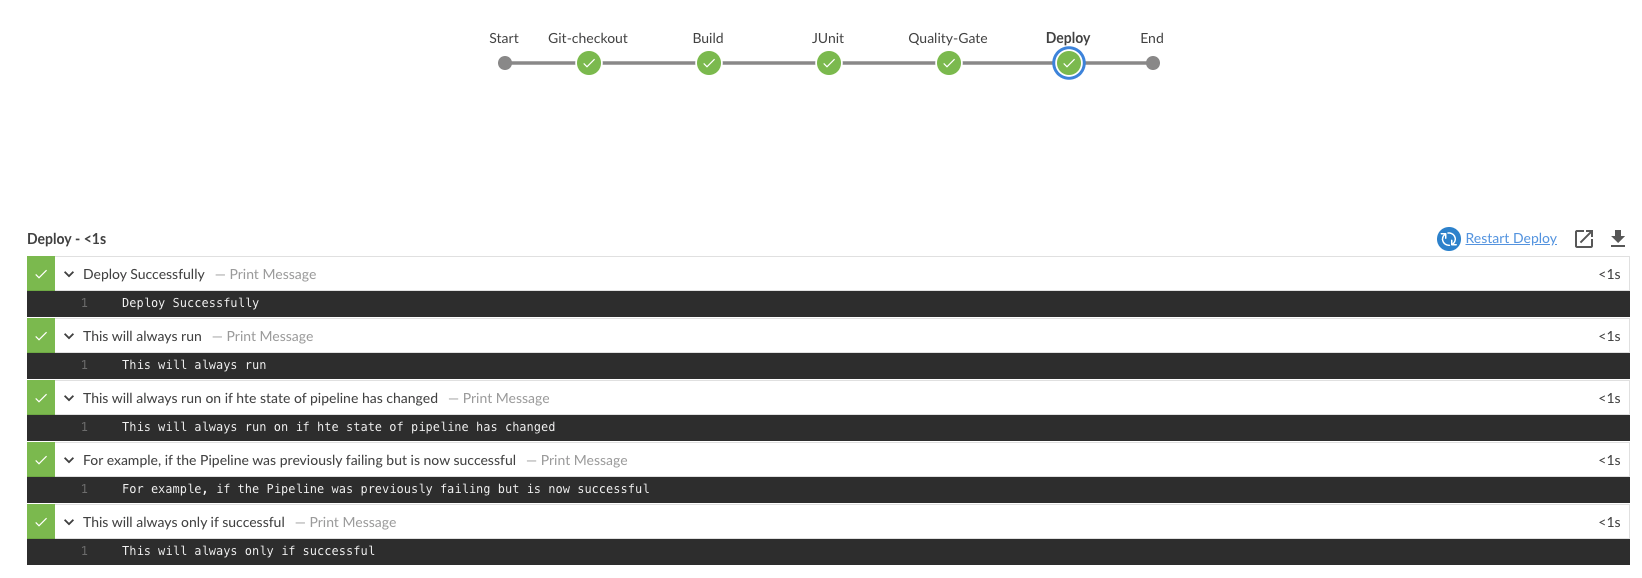 Start Git-checkout Build JUnit Quality-Gate Deploy End
Deploy - <1s Restart Deploy
Deploy Successfully — Print Message <1s
1 Deploy Successfully
This will always run — Print Message <1s
1 This will always run
This will always run on if hte state of pipeline has changed — Print Message <1s
1 This will always run on if hte state of pipeline has changed
For example, if the Pipeline was previously failing but is now successful — Print Message <1s
1 For example, if the Pipeline was previously failing but is now successful
This will always only if successful — Print Message <1s
1 This will always only if successful